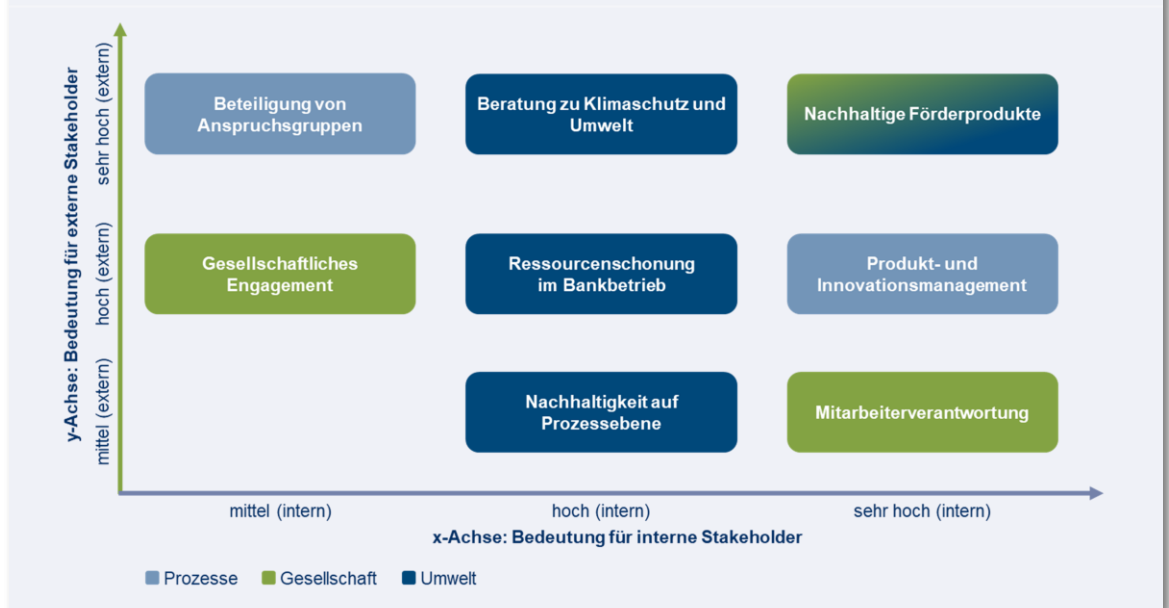 y-Achse: Bedeutung für externe Stakeholder
sehr hoch (extern)
hoch (extern)
mittel (extern)
Beteiligung von
Anspruchsgruppen
Beratung zu Klimaschutz und
Umwelt
Nachhaltige Förderprodukte
Gesellschaftliches
Engagement
Ressourcenschonung
im Bankbetrieb
Produkt- und
Innovationsmanagement
Nachhaltigkeit auf
Prozessebene
Mitarbeiterverantwortung
mittel (intern)
hoch (intern)
sehr hoch (intern)
x-Achse: Bedeutung für interne Stakeholder
Prozesse
Gesellschaft
Umwelt